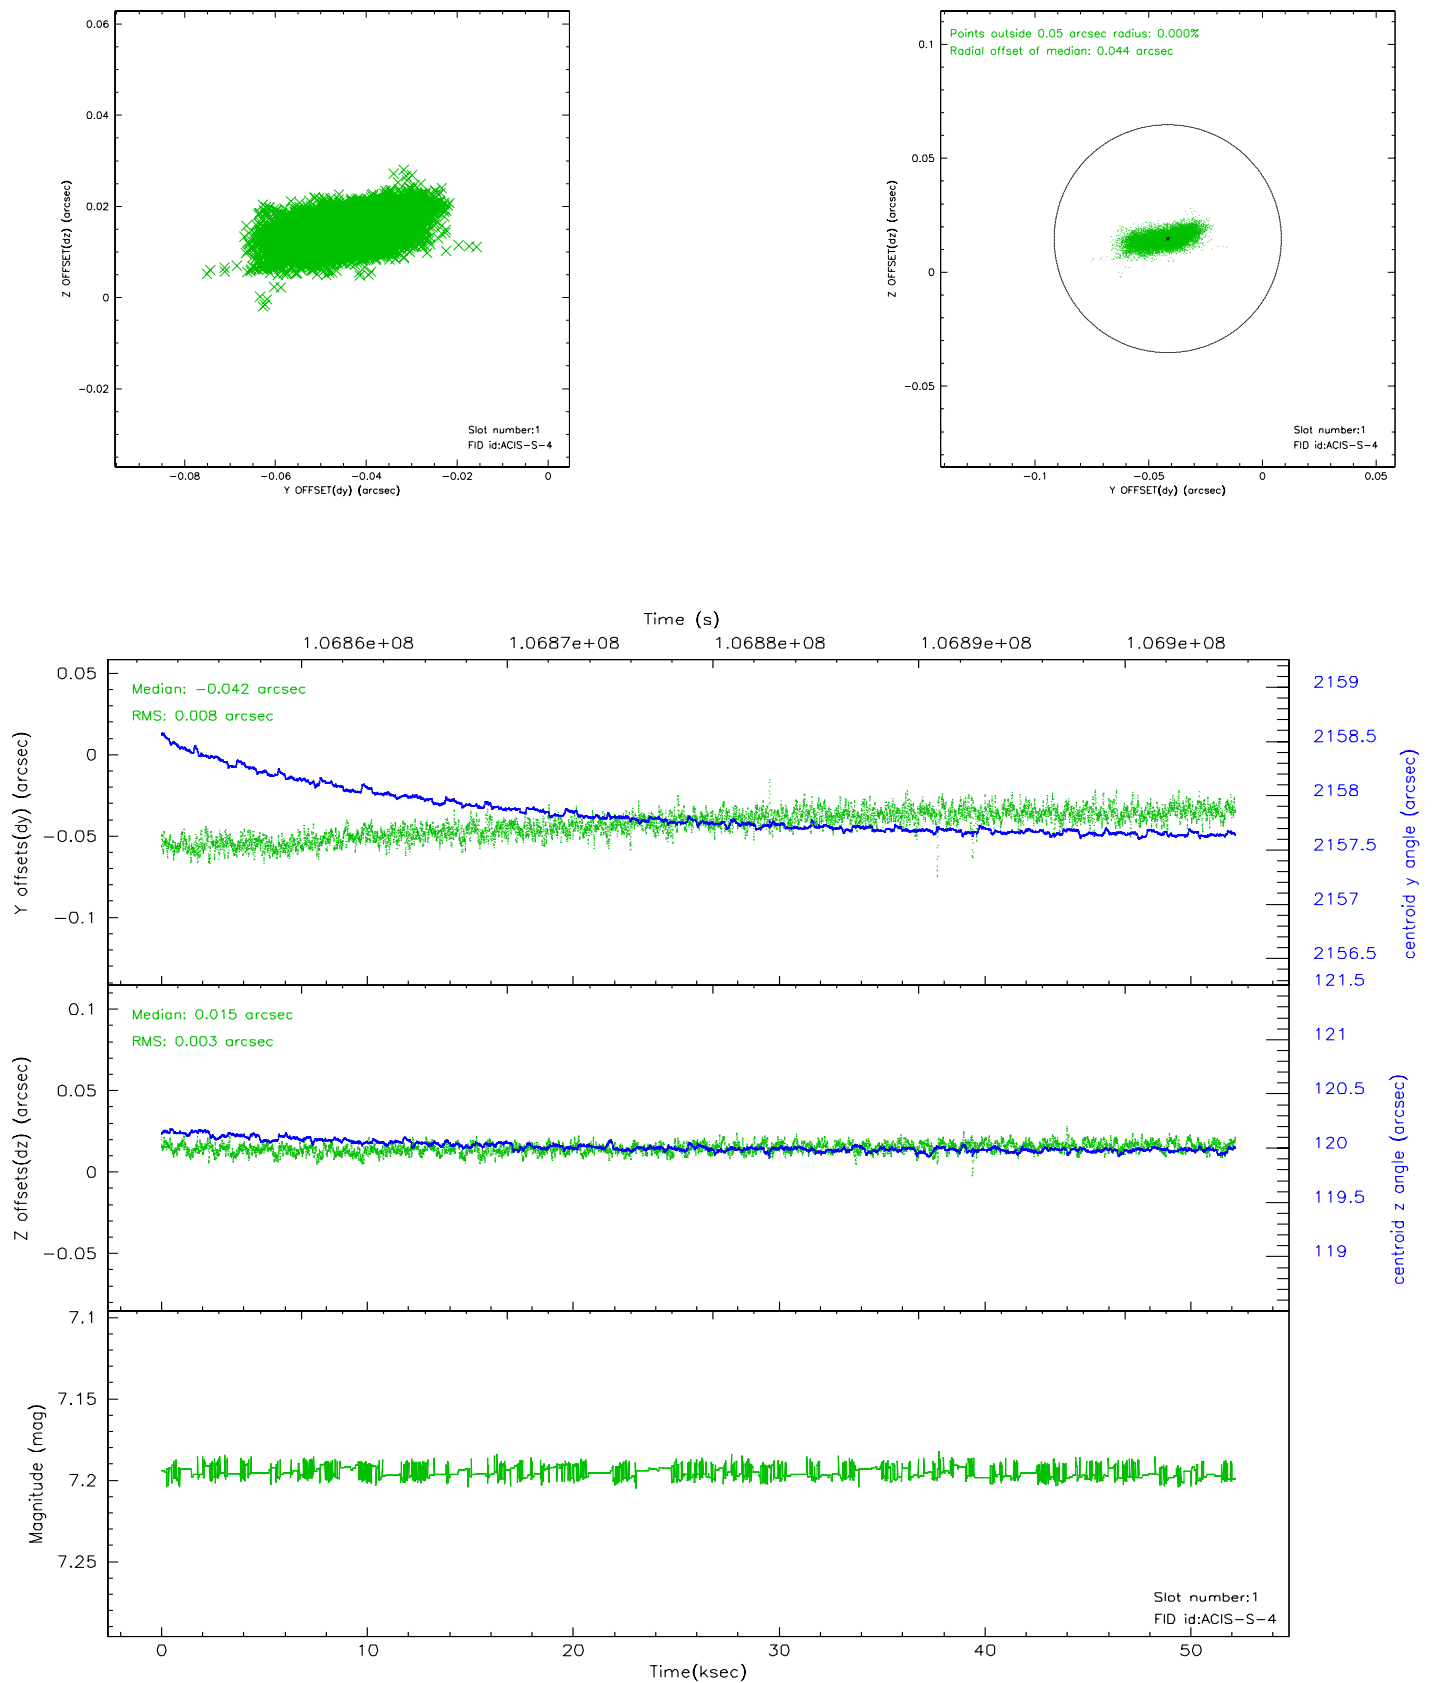 0.06
0.04
0.02
0
−0.02
Z OFFSET(dz) (arcsec)
−0.08
−0.06
−0.04
−0.02
0
Y OFFSET(dy) (arcsec)
Slot number:1
FID id:ACIS−S−4
Points outside 0.05 arcsec radius: 0.000%
Radial offset of median: 0.044 arcsec
0.1
0.05
0
−0.05
Z OFFSET(dz) (arcsec)
−0.1
−0.05
0
0.05
Y OFFSET(dy) (arcsec)
Slot number:1
FID id:ACIS−S−4
Time (s)
1.0686e+08
1.0687e+08
1.0688e+08
1.0689e+08
1.069e+08
Median: −0.042 arcsec
RMS: 0.008 arcsec
0.05
0
−0.05
−0.1
Y offsets(dy) (arcsec)
2159
2158.5
2158
2157.5
2157
2156.5
centroid y angle (arcsec)
Median: 0.015 arcsec
RMS: 0.003 arcsec
0.1
0.05
0
−0.05
Z offsets(dz) (arcsec)
121.5
121
120.5
120
119.5
119
centroid z angle (arcsec)
7.1
7.15
7.2
7.25
Magnitude (mag)
Slot number:1
FID id:ACIS−S−4
0
10
20
30
40
50
Time(ksec)